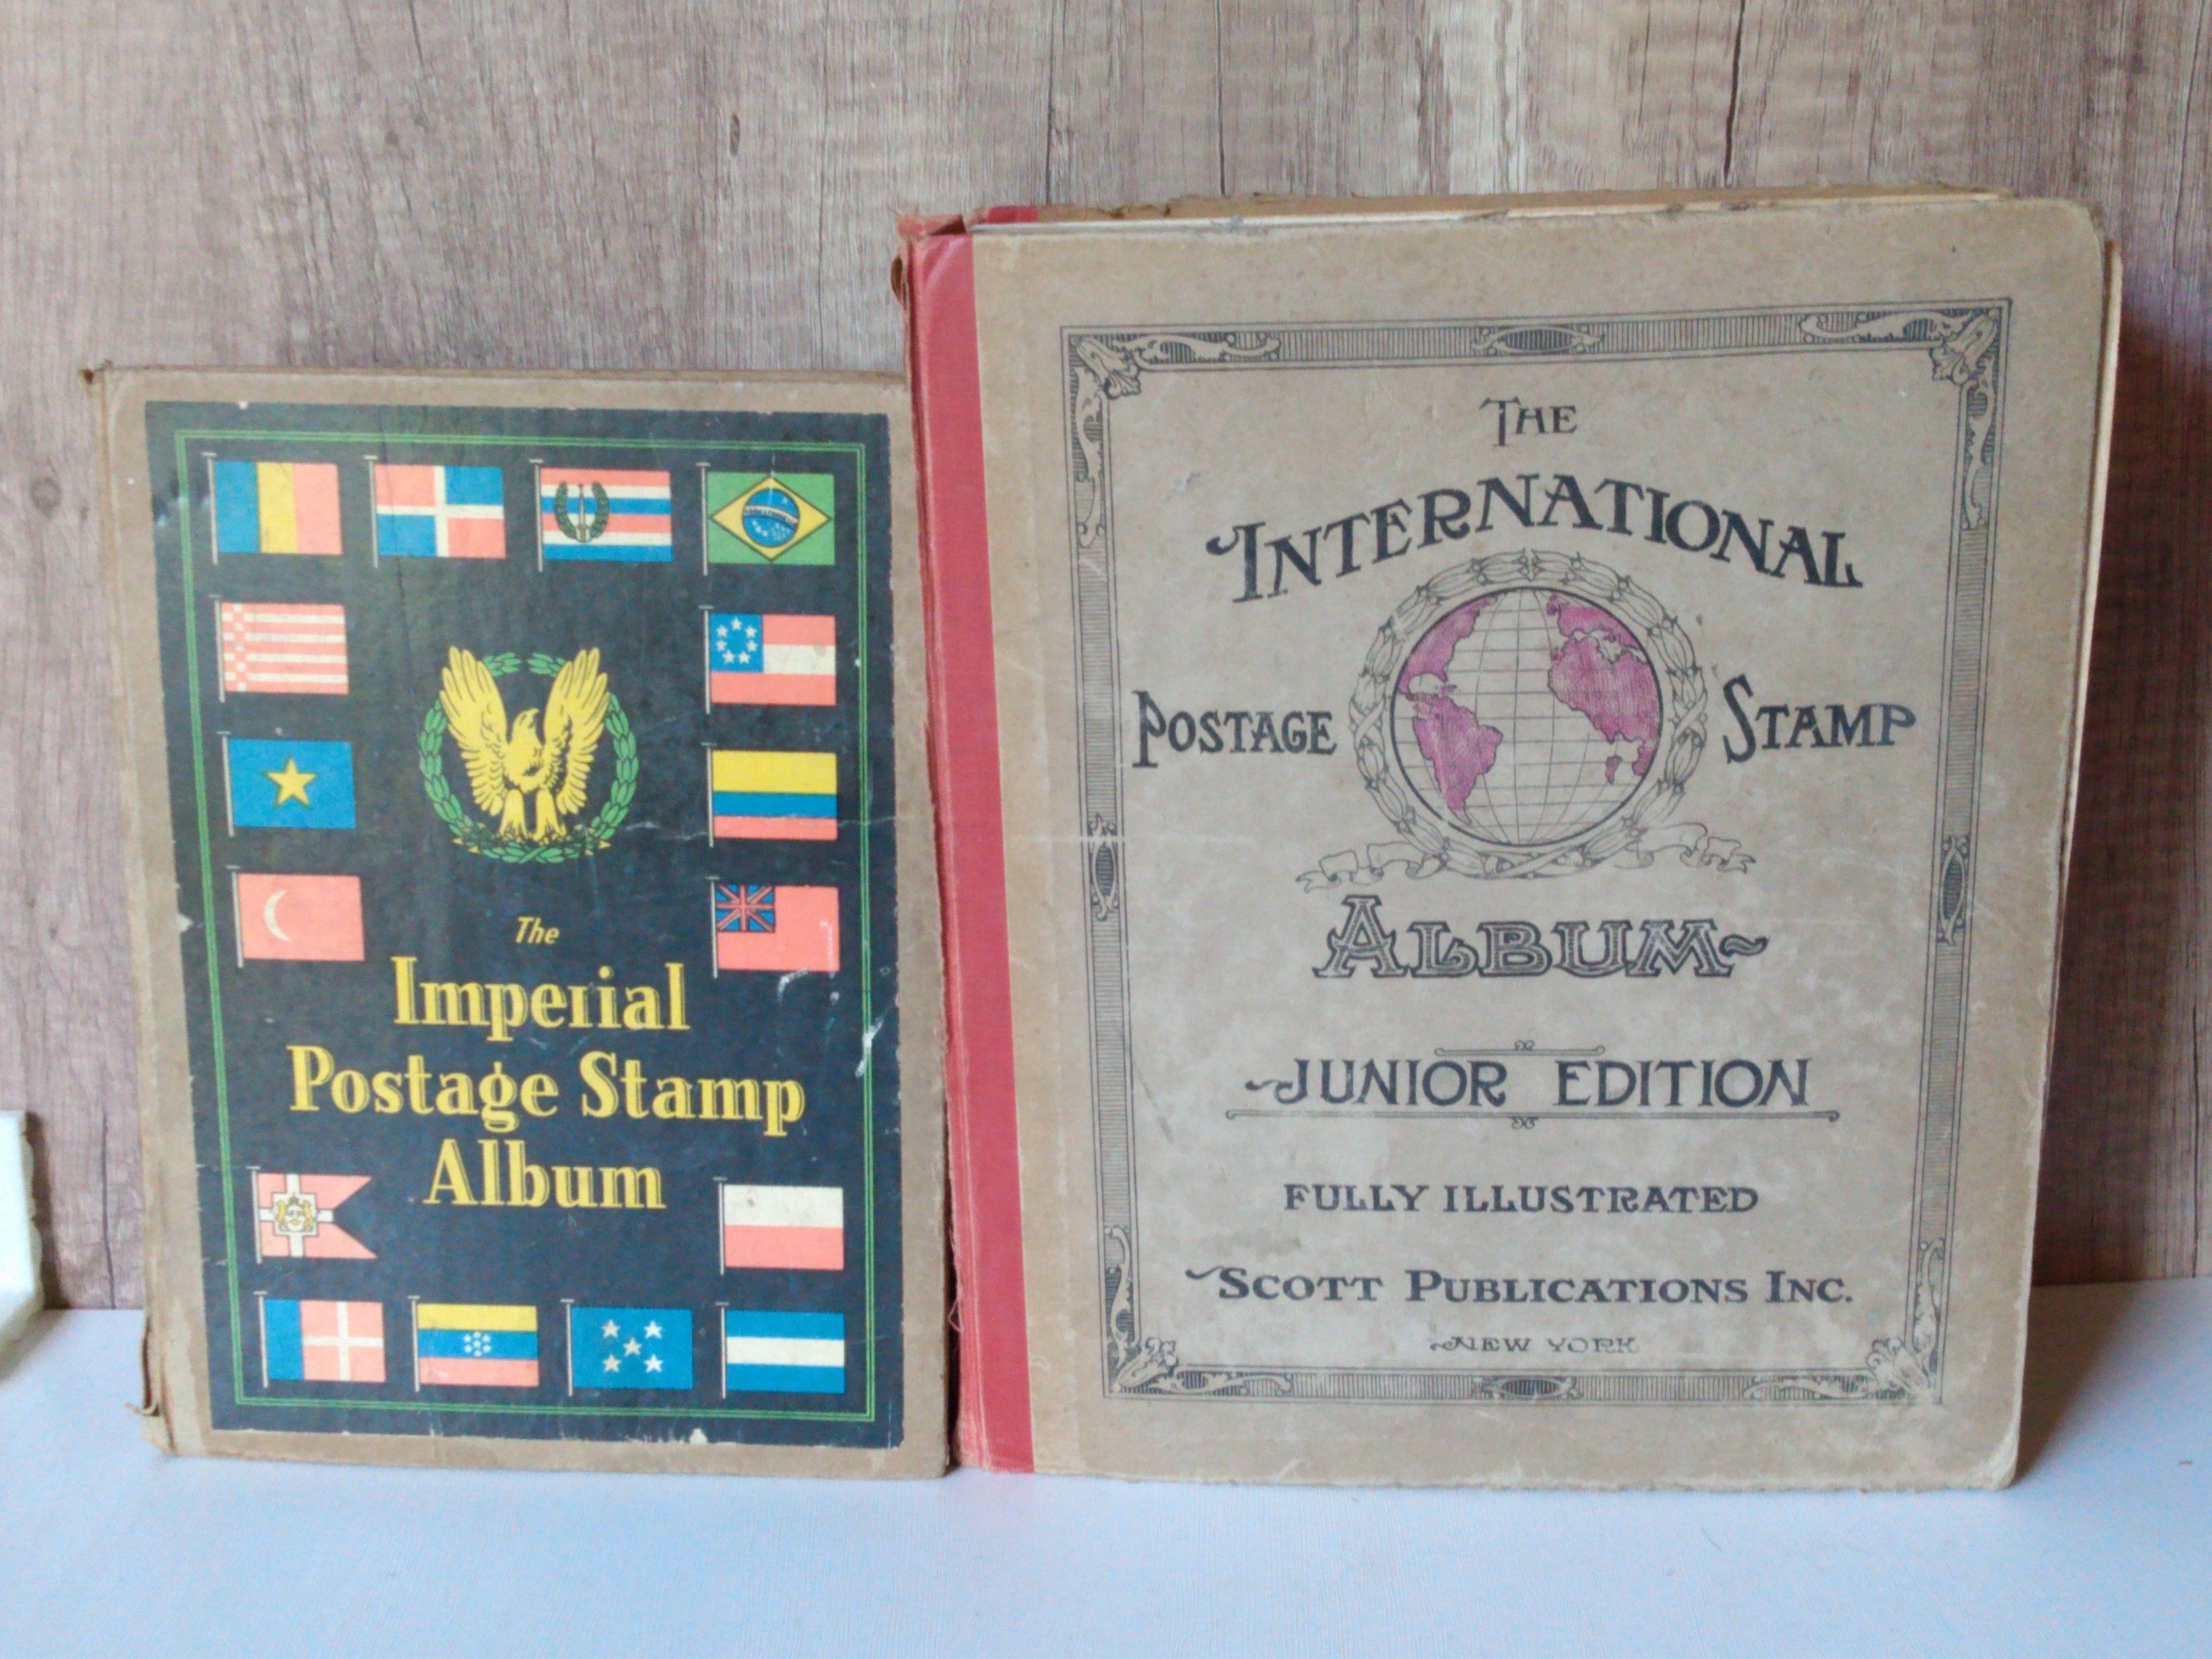 The
Imperial
Postage Stamp
Album
THE
INTERNATIONAL
POSTAGE STAMP
ALBUM
JUNIOR EDITION
FULLY ILLUSTRATED
SCOTT PUBLICATIONS INC.
NEW YORK